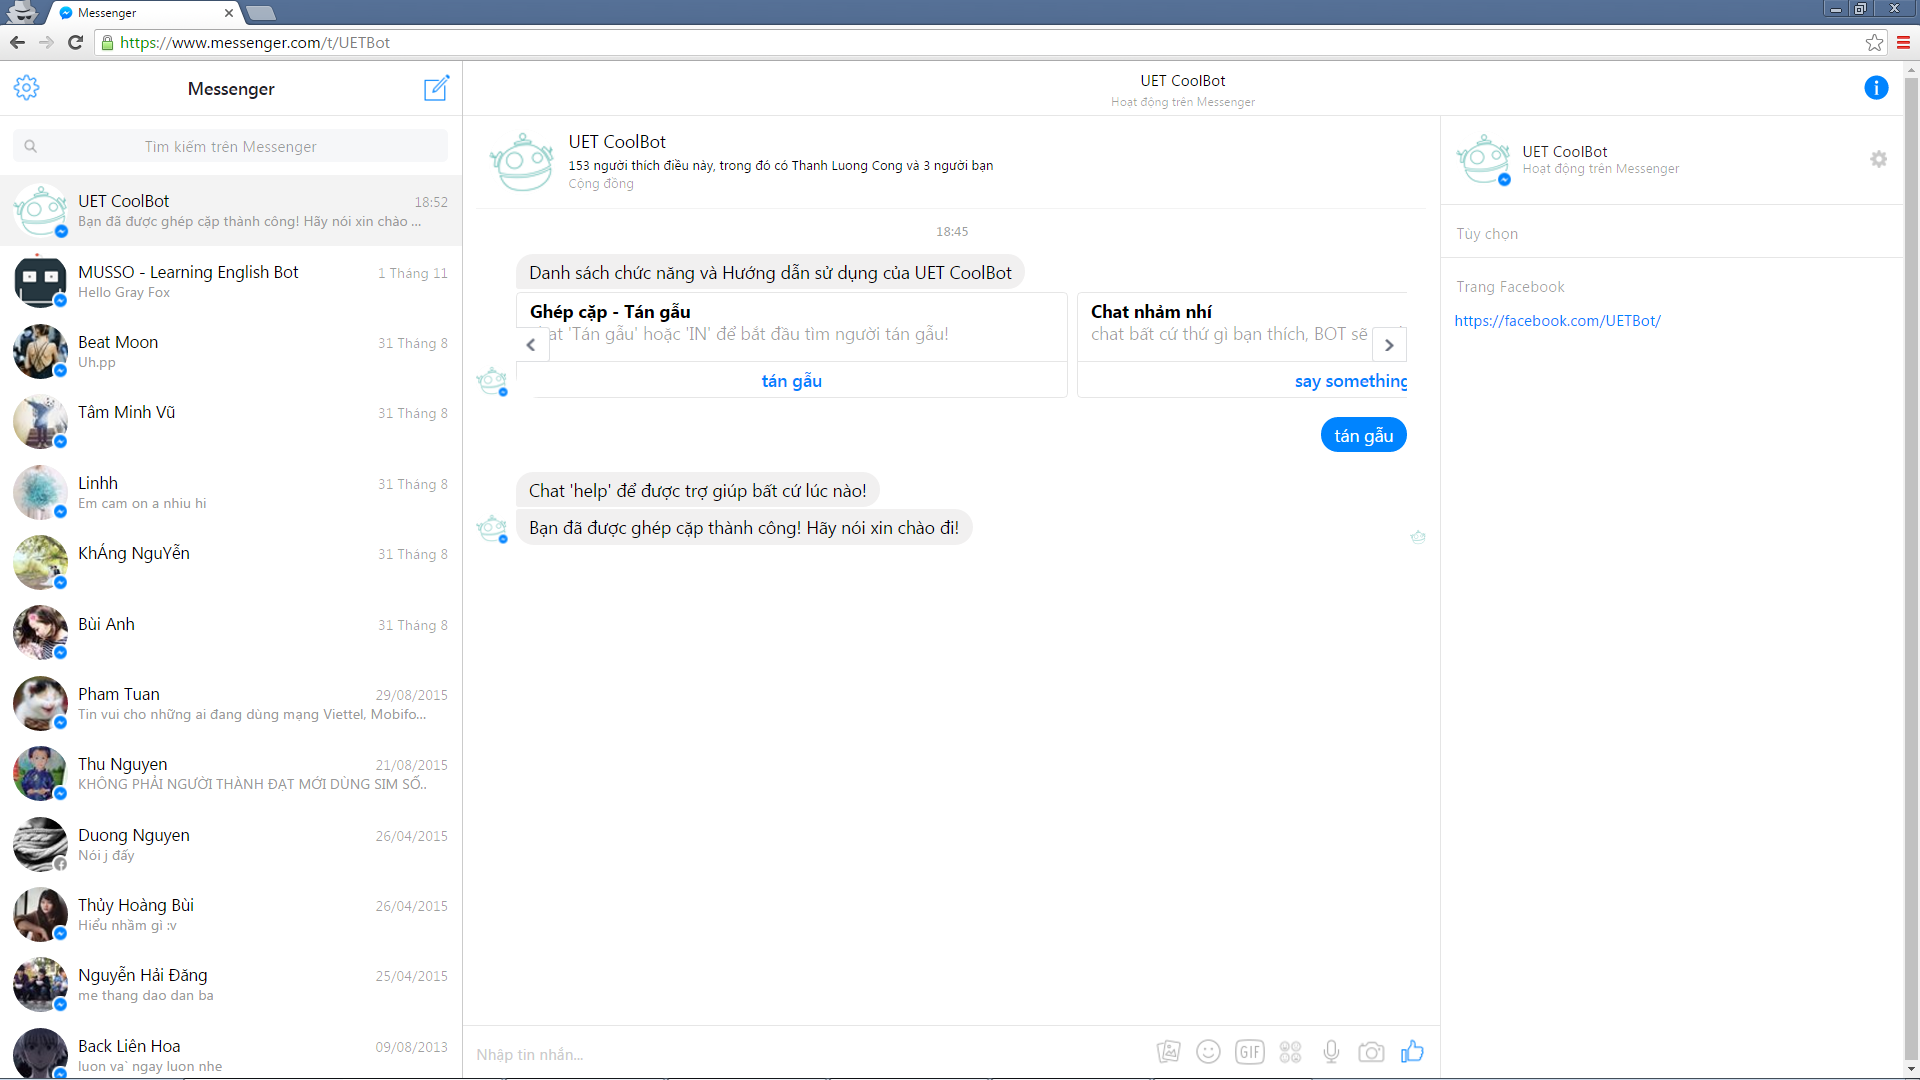 Messenger
https://www.messenger.com/t/UETBot
Messenger
Tìm kiếm trên Messenger
UET CoolBot
18:52
Bạn đã được ghép cặp thành công! Hãy nói xin chào ...
MUSSO - Learning English Bot
1 Tháng 11
Hello Gray Fox
Beat Moon
31 Tháng 8
Uh.pp
Tâm Minh Vũ
31 Tháng 8
Linhh
31 Tháng 8
Em cam on a nhiu hi
KhÁng NguYễn
31 Tháng 8
Bùi Anh
31 Tháng 8
Pham Tuan
29/08/2015
Tin vui cho những ai đang dùng mạng Viettel, Mobifo...
Thu Nguyen
21/08/2015
KHÔNG PHẢI NGƯỜI THÀNH ĐẠT MỚI DÙNG SIM SỐ..
Duong Nguyen
26/04/2015
Nói j đấy
Thủy Hoàng Bùi
26/04/2015
Hiểu nhầm gì :v
Nguyễn Hải Đăng
25/04/2015
me thang dao dan ba
Back Liên Hoa
09/08/2013
luon va` ngay luon nhe
UET CoolBot
Hoạt động trên Messenger
UET CoolBot
153 người thích điều này, trong đó có Thanh Luong Cong và 3 người bạn
Cộng đồng
18:45
Danh sách chức năng và Hướng dẫn sử dụng của UET CoolBot
Ghép cặp - Tán gẫu
'Tán gẫu' hoặc 'IN' để bắt đầu tìm người tán gẫu!
tán gẫu
Chat nhảm nhí
chat bất cứ thứ gì bạn thích, BOT sẽ
say something
tán gẫu
Chat 'help' để được trợ giúp bất cứ lúc nào!
Bạn đã được ghép cặp thành công! Hãy nói xin chào đi!
Nhập tin nhắn...
GIF
UET CoolBot
Hoạt động trên Messenger
Tùy chọn
Trang Facebook
https://facebook.com/UETBot/